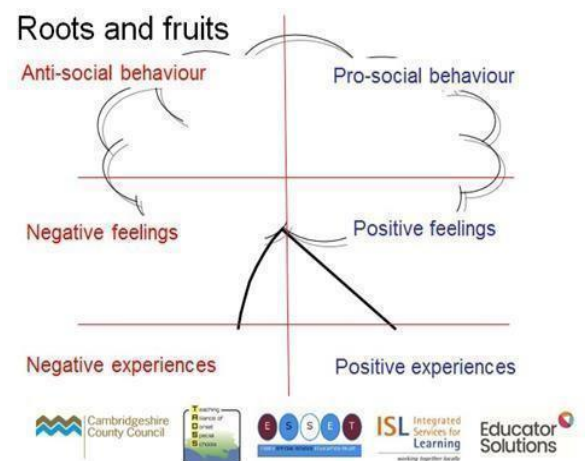 Roots and fruits
Anti-social behaviour
Pro-social behaviour
Negative feelings
Positive feelings
Negative experiences
Positive experiences
Cambridgeshire
County Council
Teaching
Alliance of
Dorset
Special
Schools
E S S E T
ISL Integrated
Services for
Learning
working together locally
Educator
Solutions